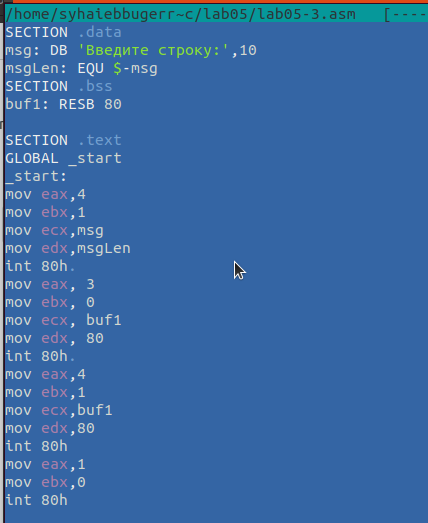 /home/syhaiebbugerr~c/lab05/lab05-3.asm   [----
SECTION .data
msg: DB 'Введите строку:',10
msgLen: EQU $-msg
SECTION .bss
buf1: RESB 80
SECTION .text
GLOBAL _start
_start:
mov eax,4
mov ebx,1
mov ecx,msg
mov edx,msgLen
int 80h.
mov eax, 3
mov ebx, 0
mov ecx, buf1
mov edx, 80
int 80h.
mov eax,4
mov ebx,1
mov ecx,buf1
mov edx,80
int 80h
mov eax,1
mov ebx,0
int 80h